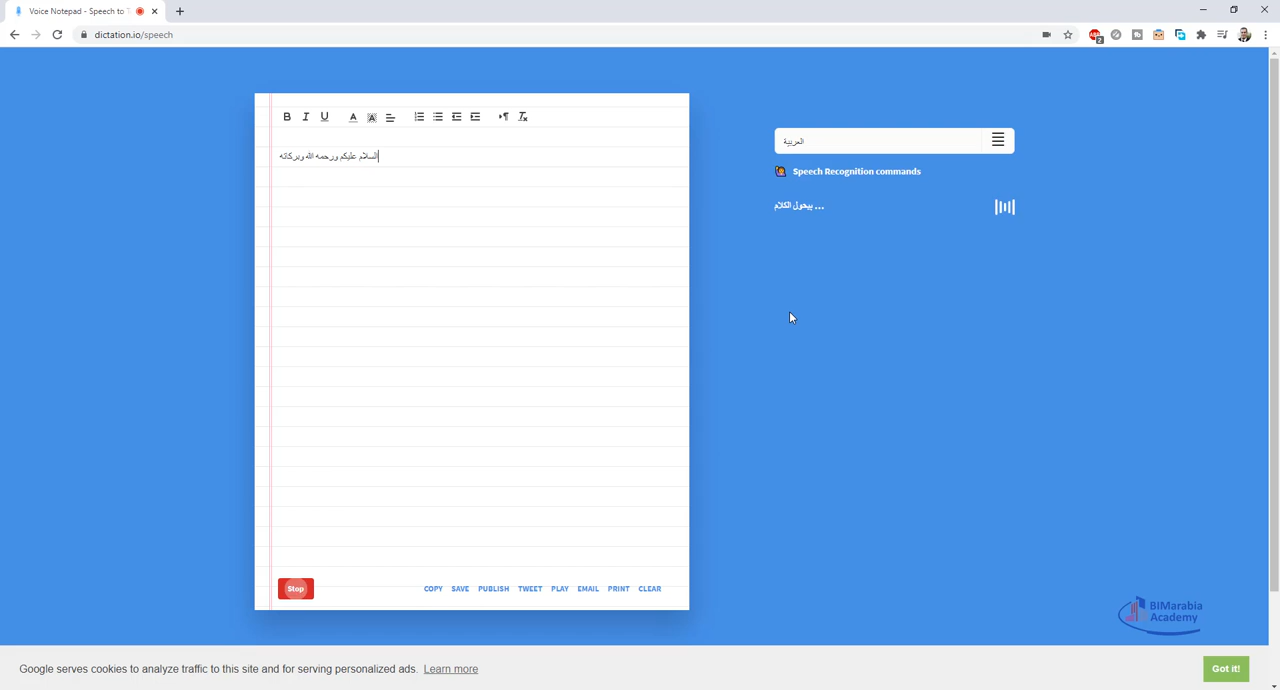 Voice Notepad - Speech to T
dictation.io/speech
2
السلام عليكم ورحمه الله وبركاته
العربية
Speech Recognition commands
بيحول الكلام ...
Stop
COPY SAVE PUBLISH TWEET PLAY EMAIL PRINT CLEAR
BIMarabia
Academy
Google serves cookies to analyze traffic to this site and for serving personalized ads. Learn more
Got it!